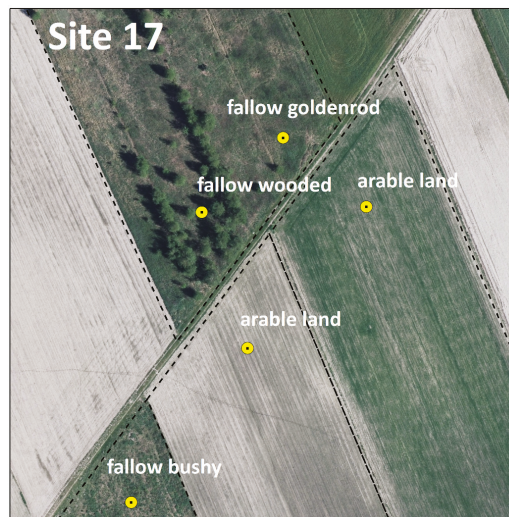 Site 17
fallow goldenrod
fallow wooded
arable land
arable land
fallow bushy